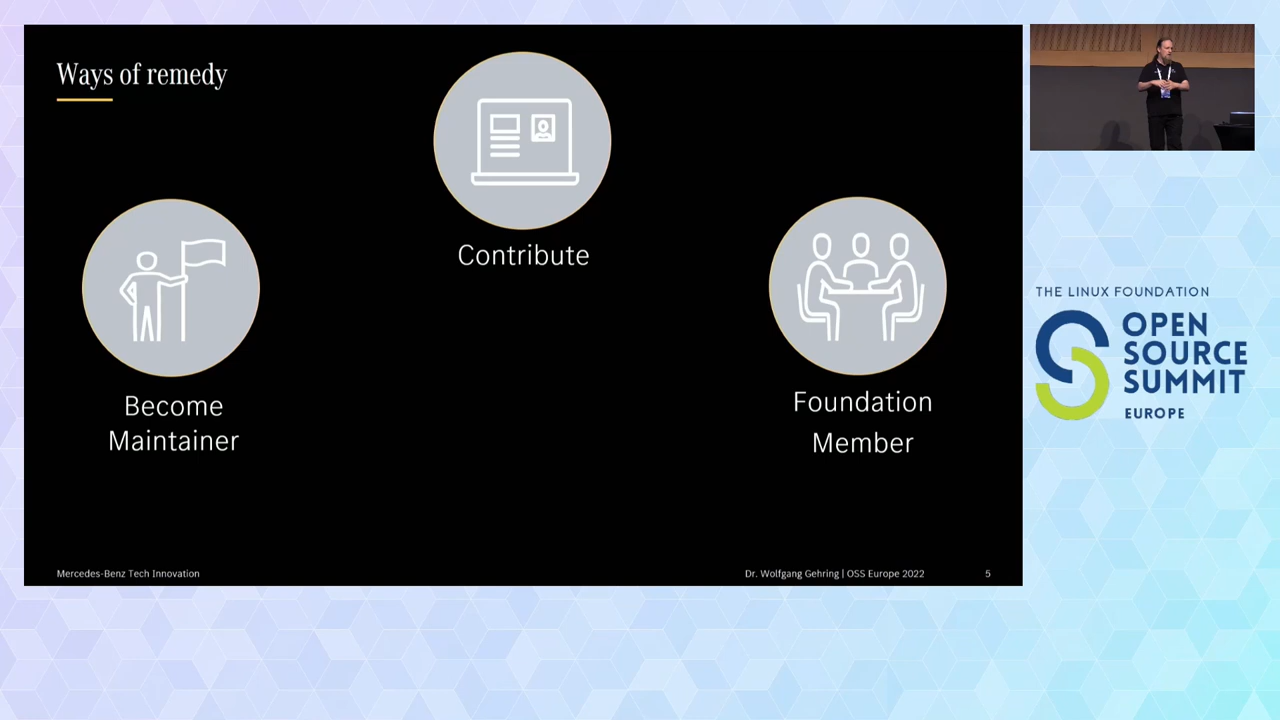 Ways of remedy
Contribute
Become
Maintainer
Foundation
Member
Mercedes-Benz Tech Innovation
Dr. Wolfgang Gehring | OSS Europe 2022
5
THE LINUX FOUNDATION
OPEN
SOURCE
SUMMIT
EUROPE